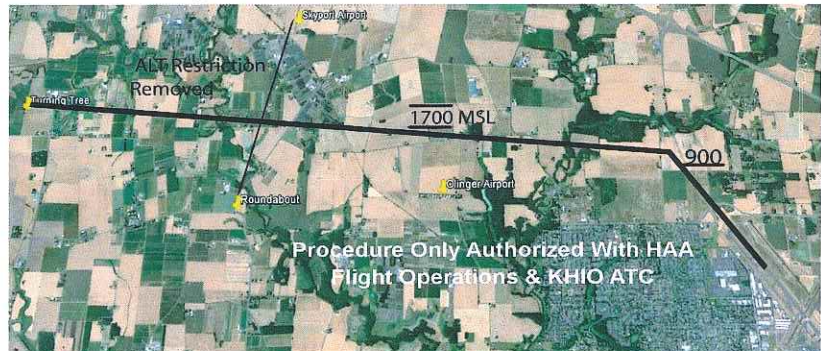 Skyport Airport
ALT Restriction
Removed
Turning Tree
1700 MSL
900
Olinger Airport
Roundabout
Procedure Only Authorized With HAA
Flight Operations & KHIO ATC